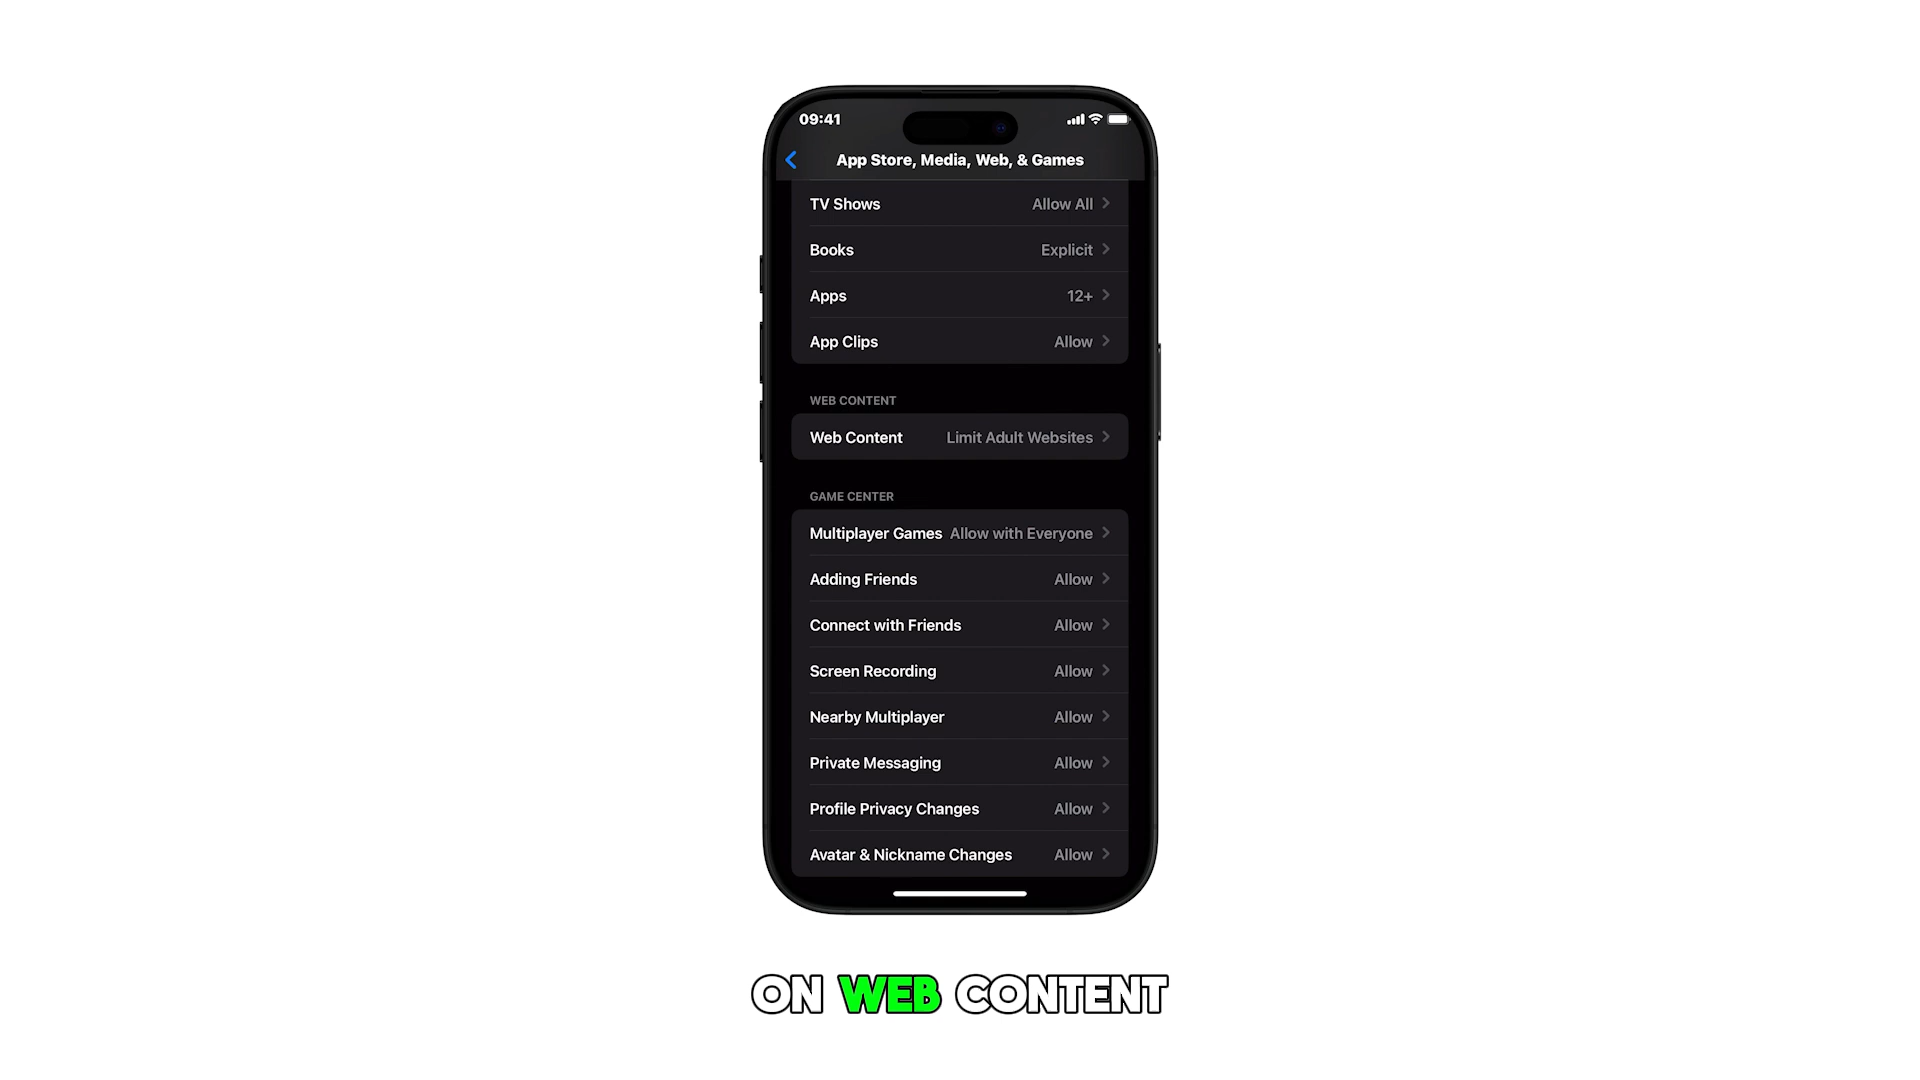 09:41
App Store, Media, Web, & Games
TV Shows Allow All
Books Explicit
Apps 12+
App Clips Allow
WEB CONTENT
Web Content Limit Adult Websites
GAME CENTER
Multiplayer Games Allow with Everyone
Adding Friends Allow
Connect with Friends Allow
Screen Recording Allow
Nearby Multiplayer Allow
Private Messaging Allow
Profile Privacy Changes Allow
Avatar & Nickname Changes Allow
ON WEB CONTENT